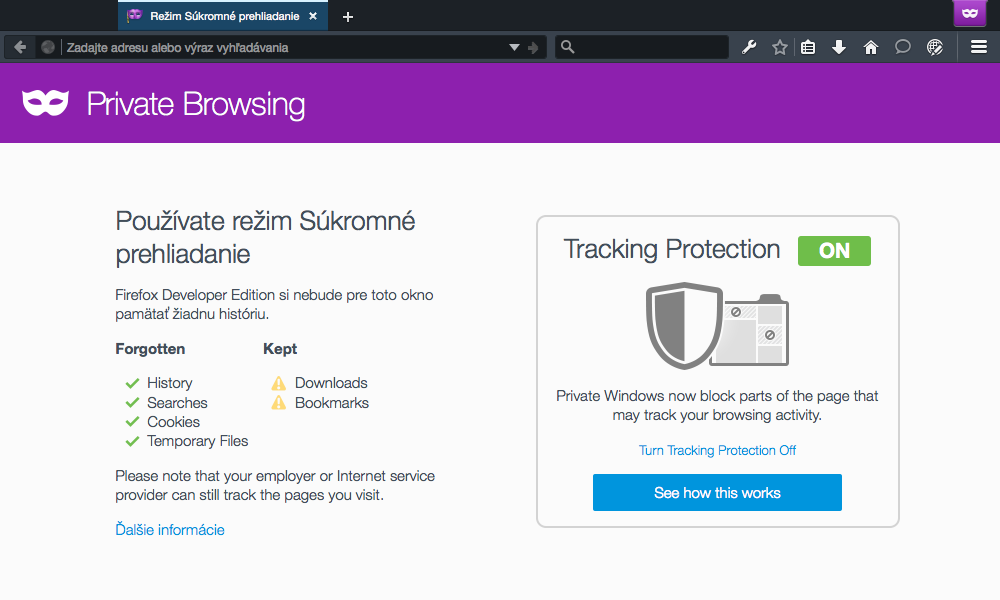 Režim Súkromné prehliadanie
Zadajte adresu alebo výraz vyhľadávania
Private Browsing
Používate režim Súkromné
prehliadanie
Firefox Developer Edition si nebude pre toto okno
pamätať žiadnu históriu.
Forgotten
History
Searches
Cookies
Temporary Files
Kept
Downloads
Bookmarks
Please note that your employer or Internet service
provider can still track the pages you visit.
Ďalšie informácie
Tracking Protection ON
Private Windows now block parts of the page that
may track your browsing activity.
Turn Tracking Protection Off
See how this works